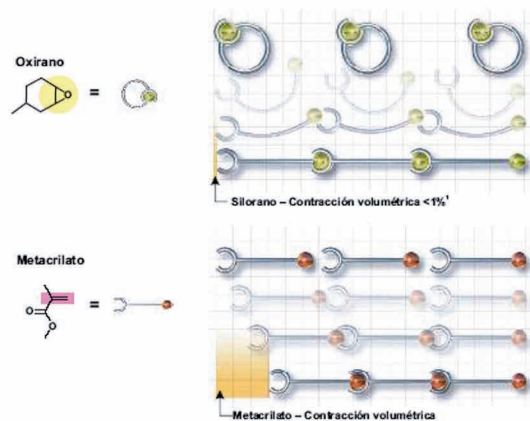 Oxirano
O
=
Silorano – Contracción volumétrica <1%¹
Metacrilato
O
O
=
Metacrilato – Contracción volumétrica